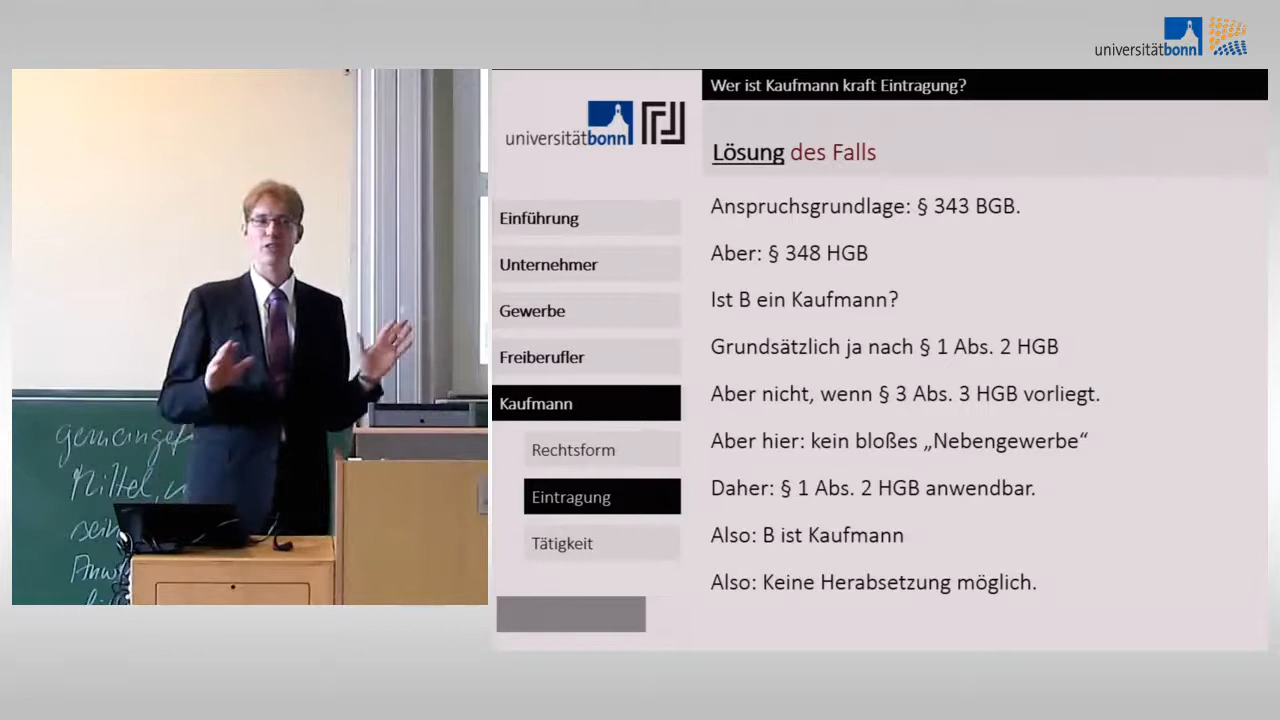 universitätbonn
Wer ist Kaufmann kraft Eintragung?
universitätbonn
Lösung des Falls
Einführung
Unternehmer
Gewerbe
Freiberufler
Kaufmann
Rechtsform
Eintragung
Tätigkeit
Anspruchsgrundlage: § 343 BGB.
Aber: § 348 HGB
Ist B ein Kaufmann?
Grundsätzlich ja nach § 1 Abs. 2 HGB
Aber nicht, wenn § 3 Abs. 3 HGB vorliegt.
Aber hier: kein bloßes „Nebengewerbe“
Daher: § 1 Abs. 2 HGB anwendbar.
Also: B ist Kaufmann
Also: Keine Herabsetzung möglich.
Mittel,